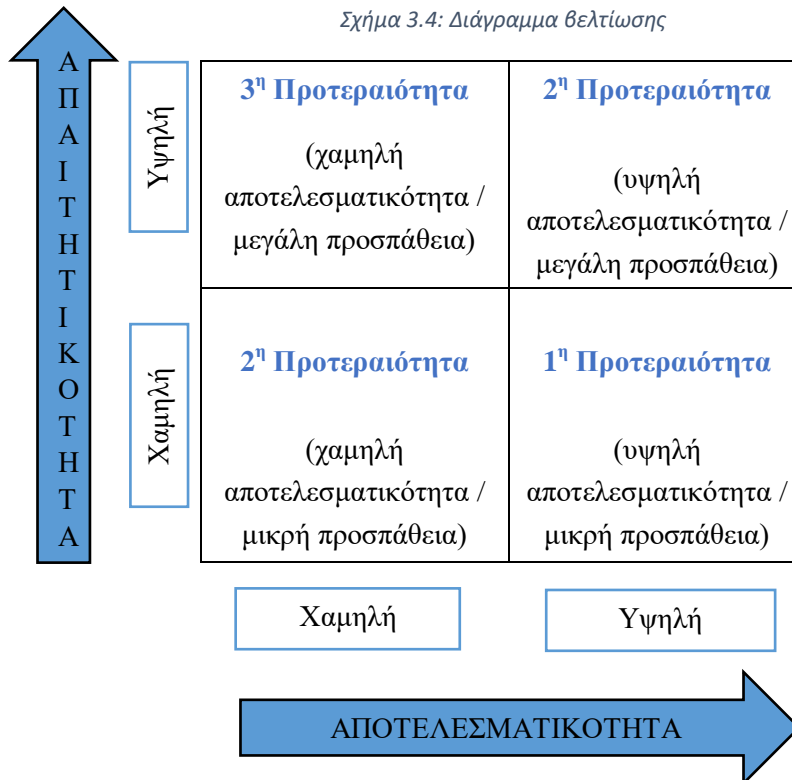 Σχήμα 3.4: Διάγραμμα βελτίωσης
ΑΠΑΙΤΗΤΙΚΟΤΗΤΑ
Υψηλή
3η Προτεραιότητα
(χαμηλή
αποτελεσματικότητα /
μεγάλη προσπάθεια)
2η Προτεραιότητα
(υψηλή
αποτελεσματικότητα /
μεγάλη προσπάθεια)
Χαμηλή
2η Προτεραιότητα
(χαμηλή
αποτελεσματικότητα /
μικρή προσπάθεια)
1η Προτεραιότητα
(υψηλή
αποτελεσματικότητα /
μικρή προσπάθεια)
Χαμηλή
Υψηλή
ΑΠΟΤΕΛΕΣΜΑΤΙΚΟΤΗΤΑ